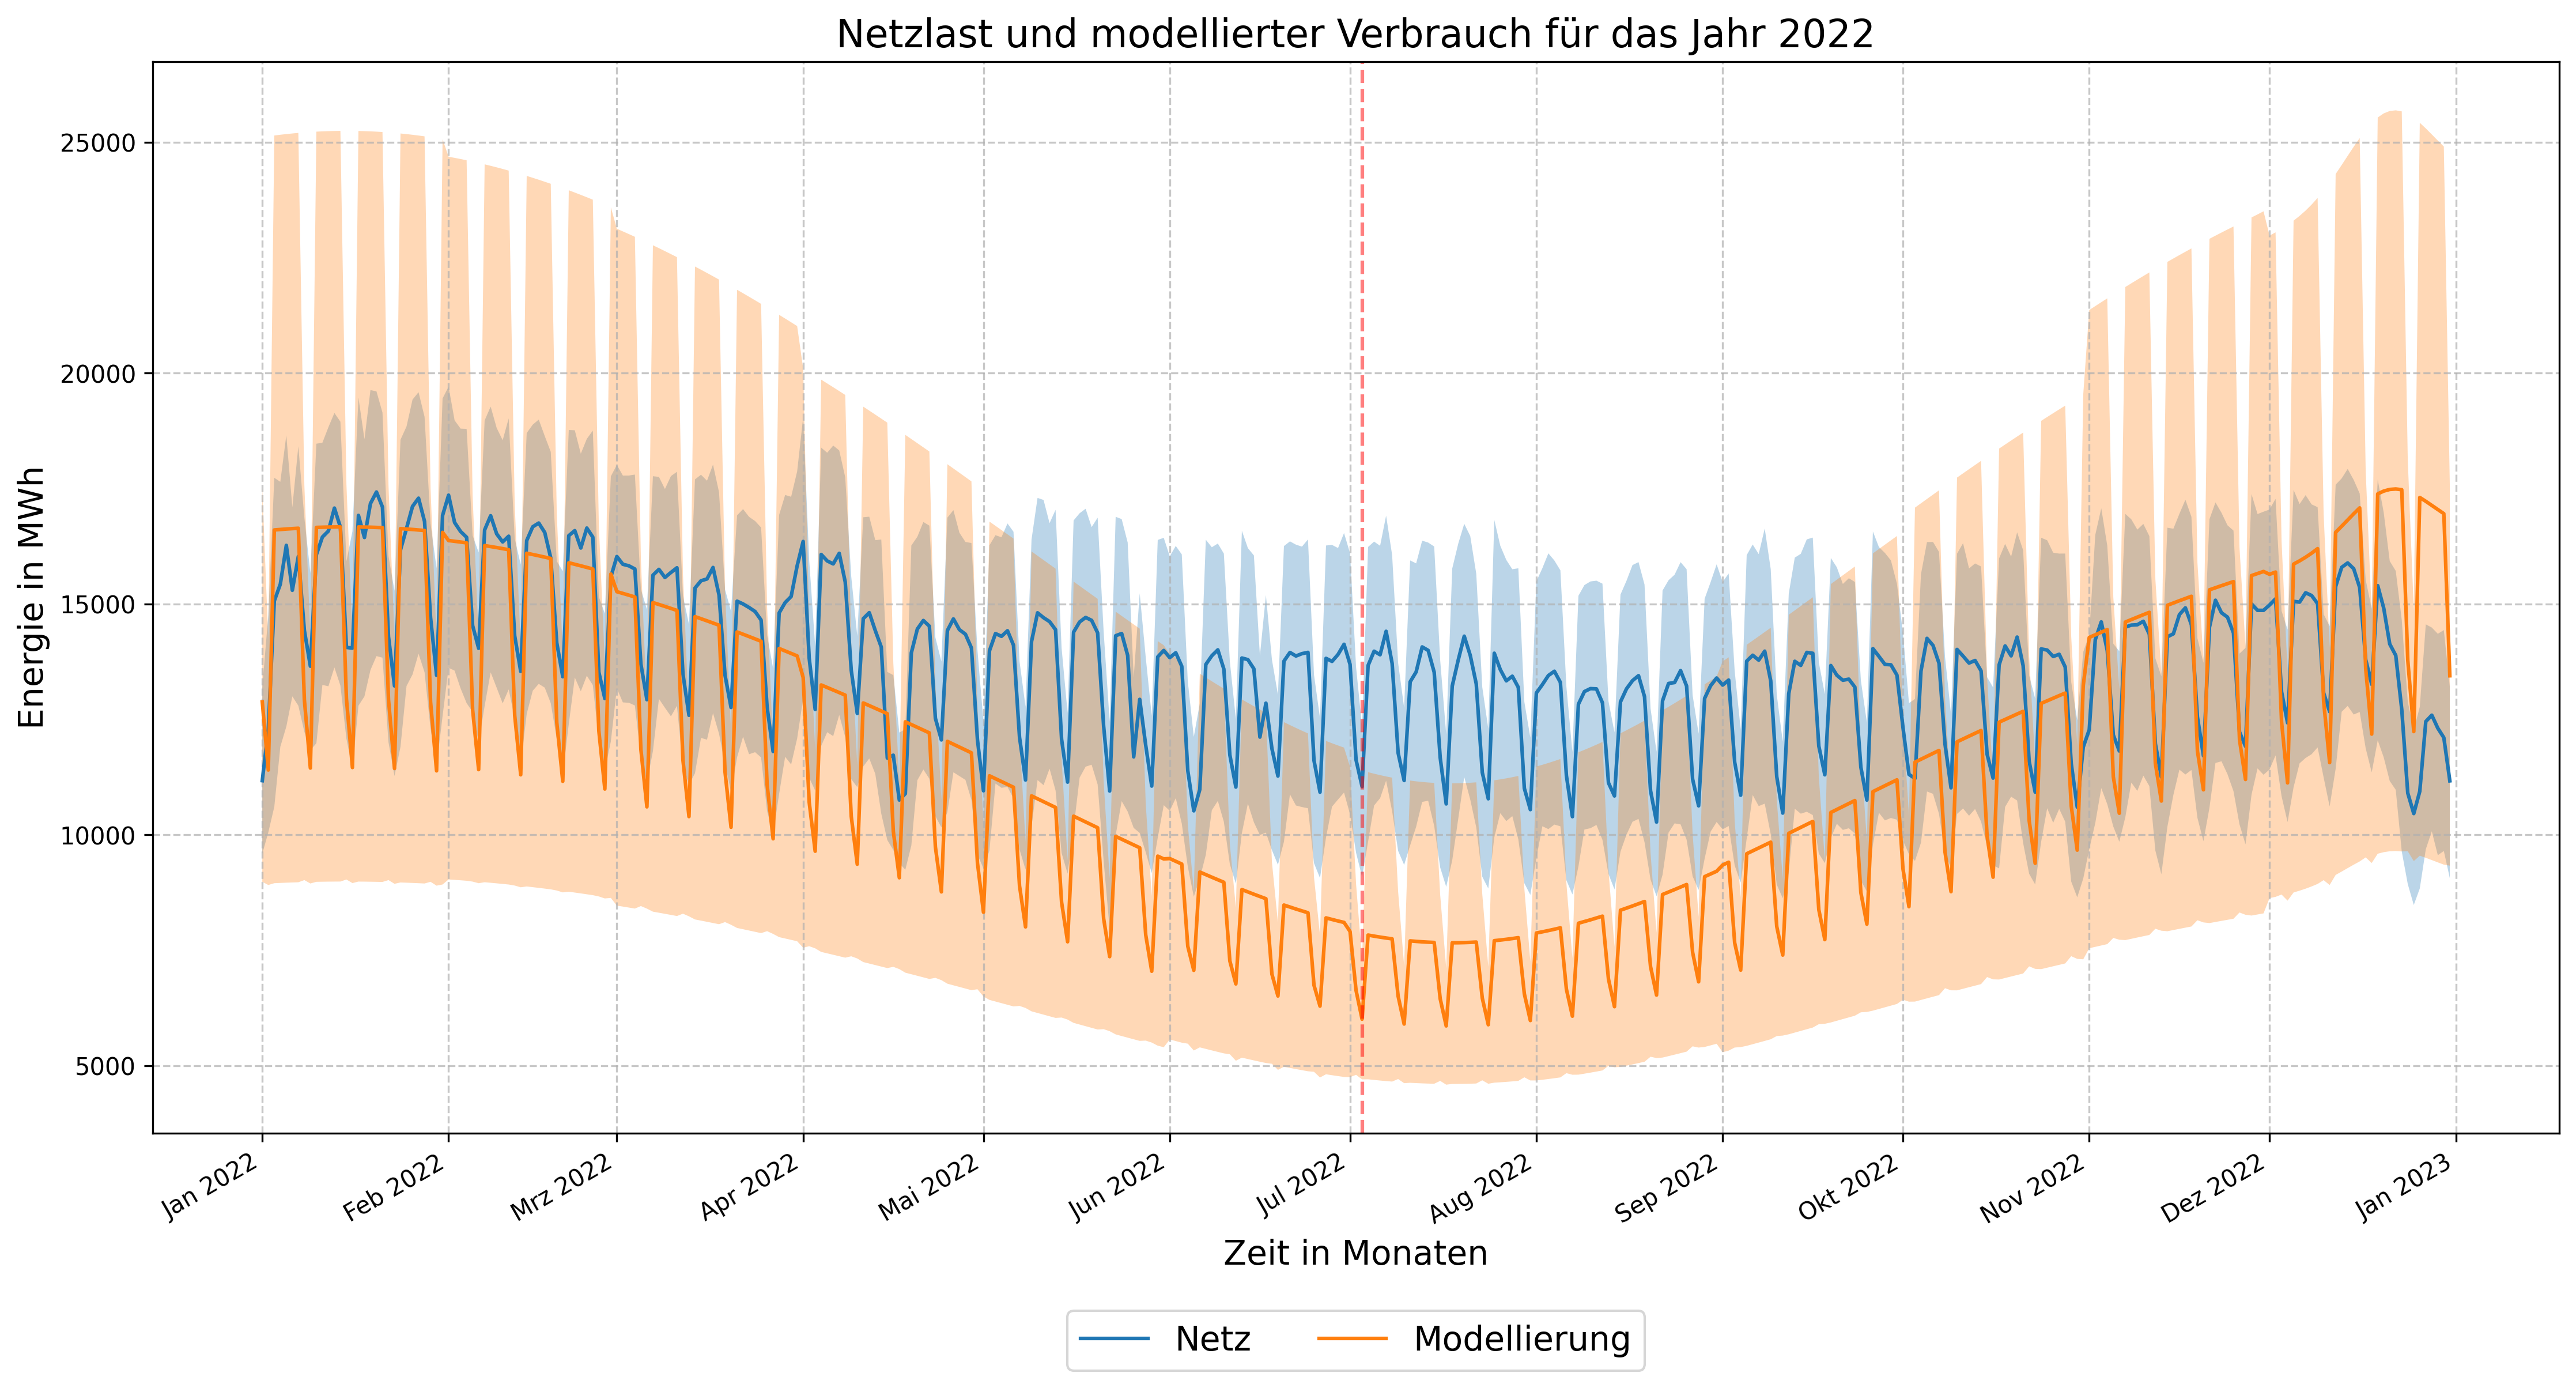 Netzlast und modellierter Verbrauch für das Jahr 2022
Energie in MWh
25000
20000
15000
10000
5000
Jan 2022
Feb 2022
Mrz 2022
Apr 2022
Mai 2022
Jun 2022
Jul 2022
Aug 2022
Sep 2022
Okt 2022
Nov 2022
Dez 2022
Jan 2023
Zeit in Monaten
Netz
Modellierung